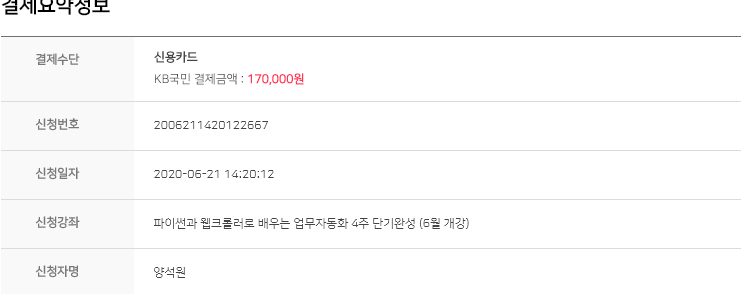 결제요약정보
결제수단
신용카드
KB국민 결제금액 : 170,000원
신청번호
2006211420122667
신청일자
2020-06-21 14:20:12
신청강좌
파이썬과 웹크롤러로 배우는 업무자동화 4주 단기완성 (6월 개강)
신청자명
양석원